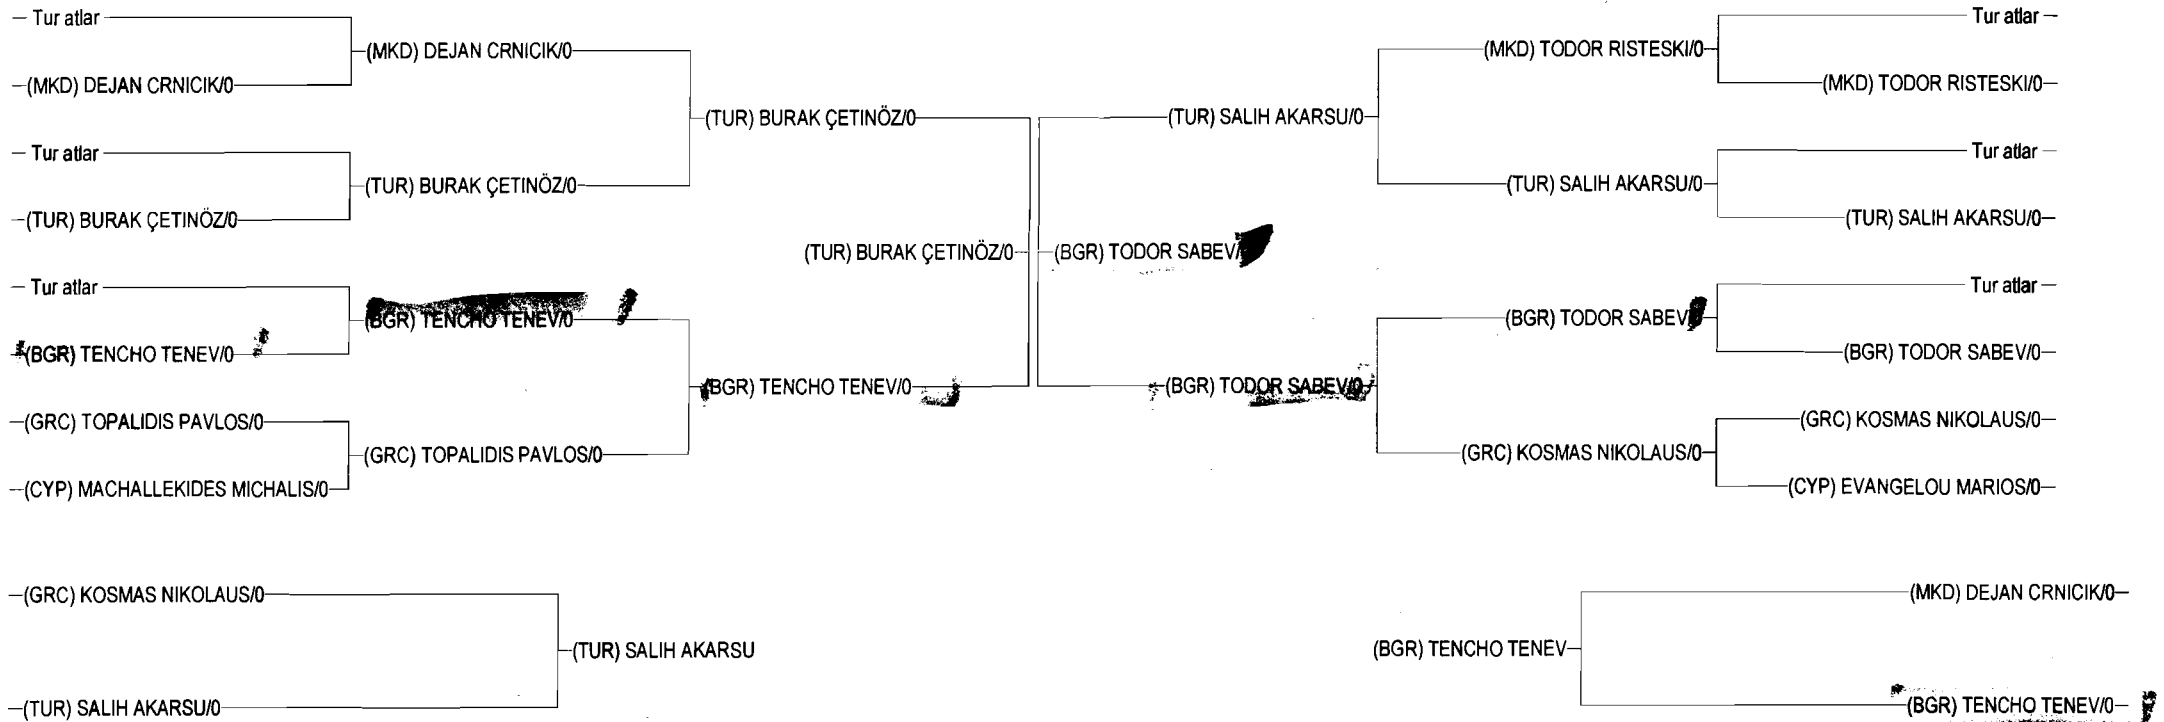 Tur atlar
(MKD) DEJAN CRNICIK/0
(MKD) DEJAN CRNICIK/0
Tur atlar
(TUR) BURAK ÇETINÖZ/0
(TUR) BURAK ÇETINÖZ/0
(TUR) BURAK ÇETINÖZ/0
Tur atlar
(BGR) TENCHO TENEV/0
(BGR) TENCHO TENEV/0
(GRC) TOPALIDIS PAVLOS/0
(GRC) TOPALIDIS PAVLOS/0
(CYP) MACHALLEKIDES MICHALIS/0
(BGR) TENCHO TENEV/0
(TUR) BURAK ÇETINÖZ/0
(BGR) TODOR SABEV/
(TUR) SALIH AKARSU/0
(BGR) TODOR SABEV/0
(MKD) TODOR RISTESKI/0
Tur atlar
(MKD) TODOR RISTESKI/0
(TUR) SALIH AKARSU/0
Tur atlar
(TUR) SALIH AKARSU/0
(BGR) TODOR SABEV
Tur atlar
(BGR) TODOR SABEV/0
(GRC) KOSMAS NIKOLAUS/0
(GRC) KOSMAS NIKOLAUS/0
(CYP) EVANGELOU MARIOS/0
(GRC) KOSMAS NIKOLAUS/0
(TUR) SALIH AKARSU
(TUR) SALIH AKARSU/0
(MKD) DEJAN CRNICIK/0
(BGR) TENCHO TENEV
(BGR) TENCHO TENEV/0